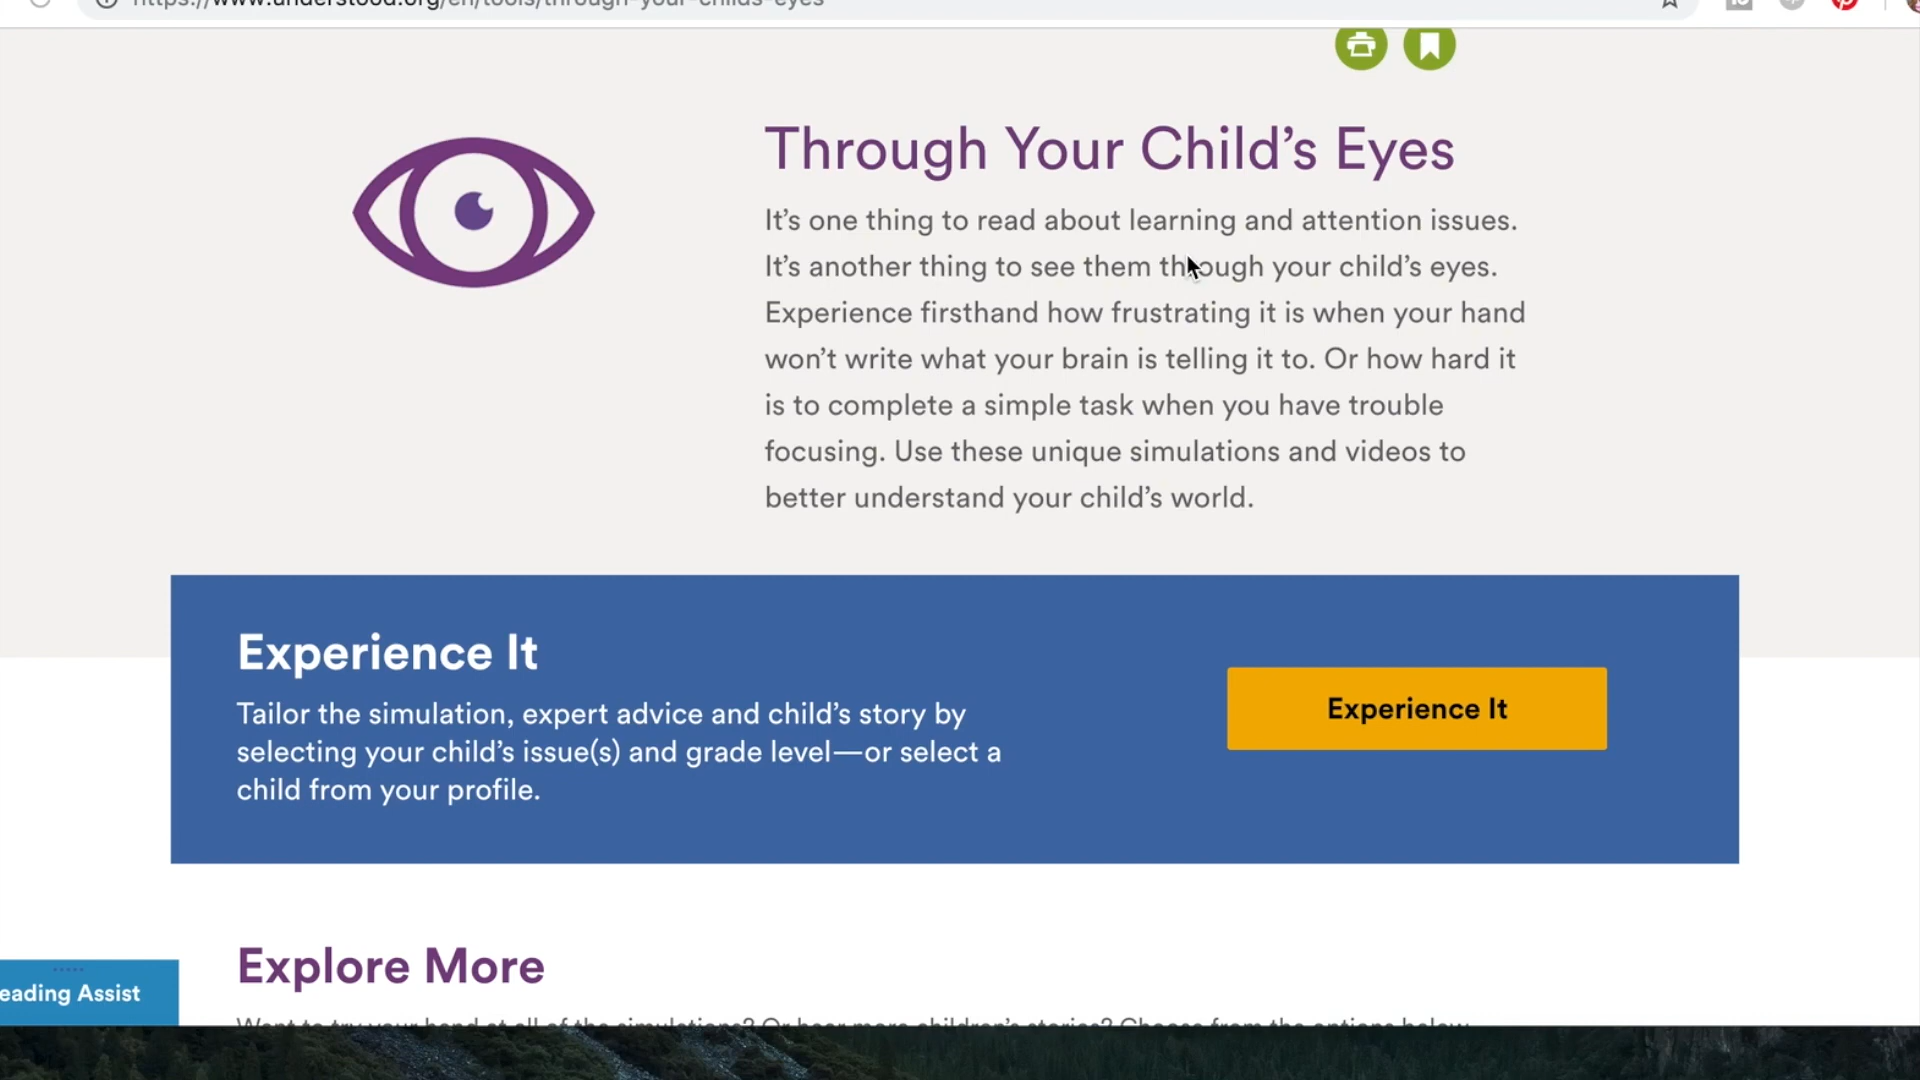 https://www.understood.org/en/tools/through-your-childs-eyes
Through Your Child’s Eyes
It’s one thing to read about learning and attention issues.
It’s another thing to see them through your child’s eyes.
Experience firsthand how frustrating it is when your hand
won’t write what your brain is telling it to. Or how hard it
is to complete a simple task when you have trouble
focusing. Use these unique simulations and videos to
better understand your child’s world.
Experience It
Tailor the simulation, expert advice and child’s story by
selecting your child’s issue(s) and grade level—or select a
child from your profile.
Experience It
Explore More
eading Assist
Want to try your hand at all of the simulations? Or hear more children’s stories? Choose from the options below.